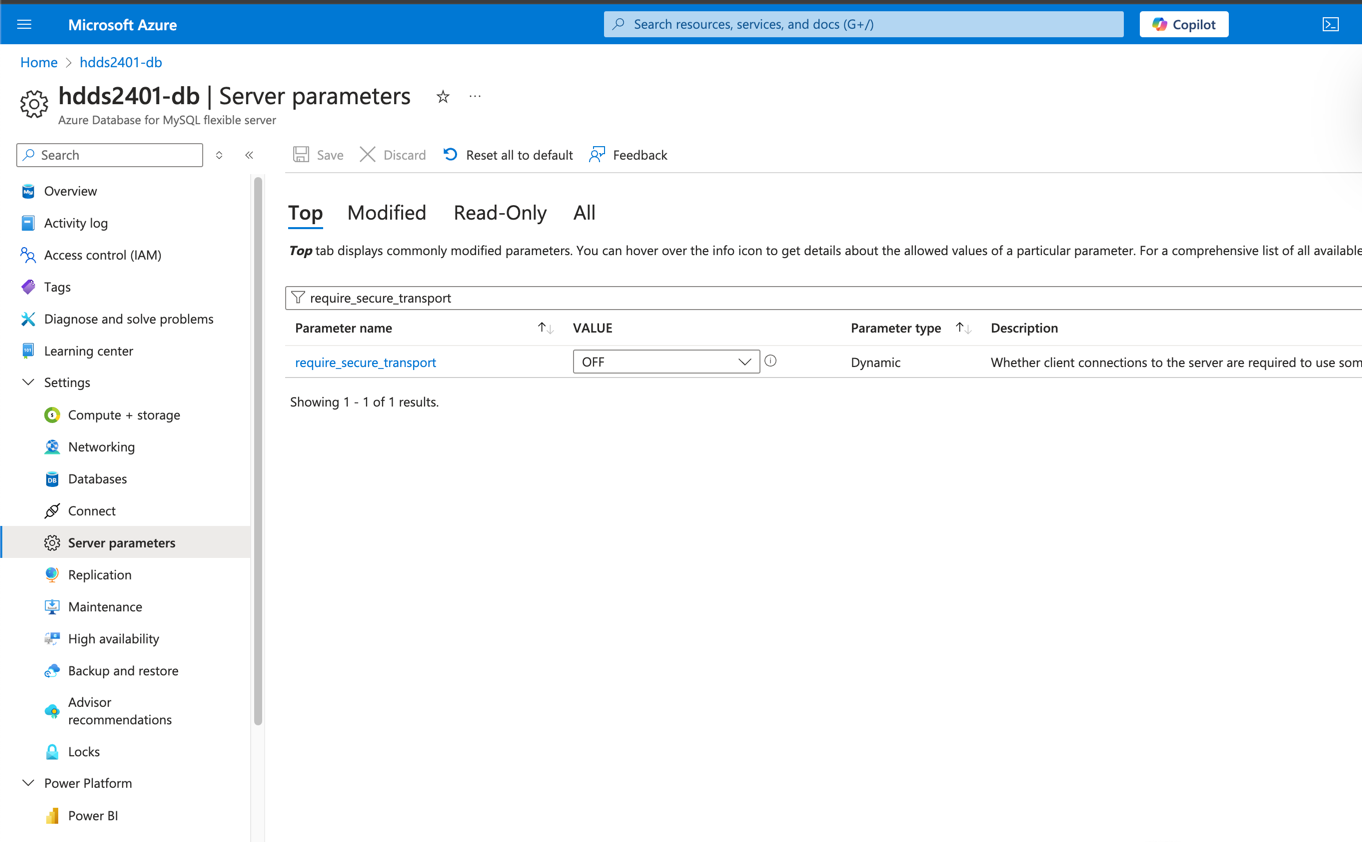 Microsoft Azure
Search resources, services, and docs (G+/)
Copilot
Home > hdds2401-db
hdds2401-db | Server parameters
Azure Database for MySQL flexible server
Search
Save
Discard
Reset all to default
Feedback
Overview
Activity log
Access control (IAM)
Tags
Diagnose and solve problems
Learning center
Settings
Compute + storage
Networking
Databases
Connect
Server parameters
Replication
Maintenance
High availability
Backup and restore
Advisor
recommendations
Locks
Power Platform
Power BI
Top
Modified
Read-Only
All
Top tab displays commonly modified parameters. You can hover over the info icon to get details about the allowed values of a particular parameter. For a comprehensive list of all available
require_secure_transport
Parameter name
VALUE
Parameter type
Description
require_secure_transport
OFF
Dynamic
Whether client connections to the server are required to use som
Showing 1 - 1 of 1 results.